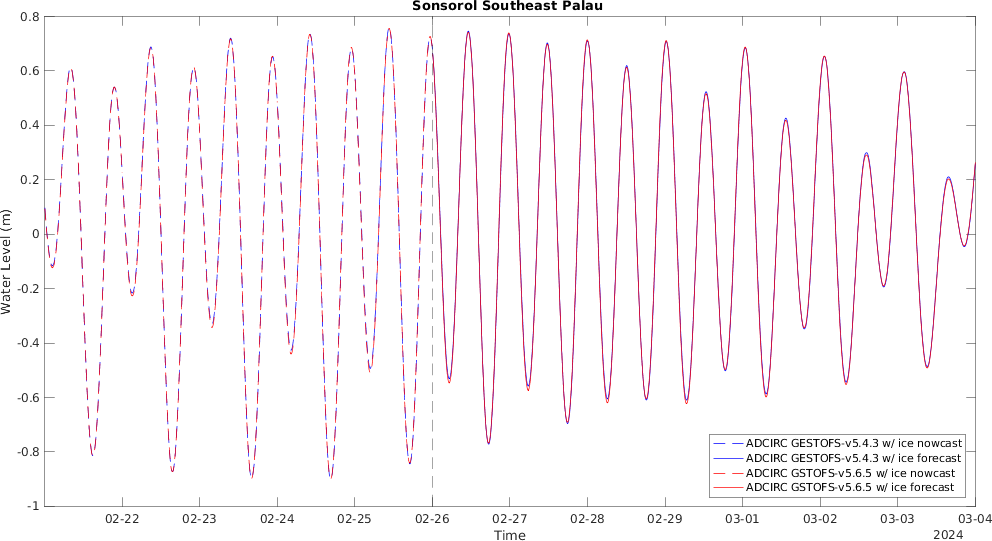 Sonsorol Southeast Palau
0.8
0.6
0.4
0.2
0
-0.2
-0.4
-0.6
-0.8
-1
Water Level (m)
02-22 02-23 02-24 02-25 02-26 02-27 02-28 02-29 03-01 03-02 03-03 03-04
Time
2024
ADCIRC GESTOFS-v5.4.3 w/ ice nowcast
ADCIRC GESTOFS-v5.4.3 w/ ice forecast
ADCIRC GSTOFS-v5.6.5 w/ ice nowcast
ADCIRC GSTOFS-v5.6.5 w/ ice forecast